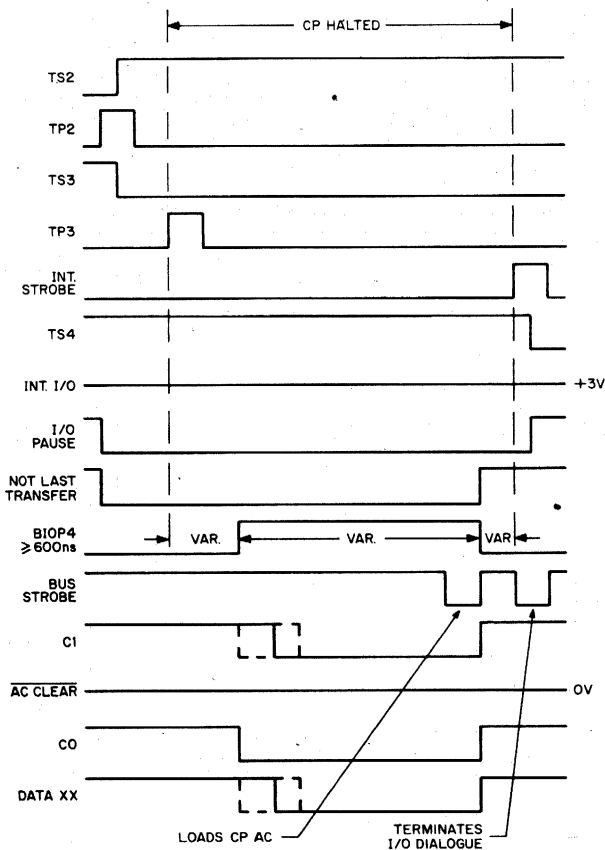 CP HALTED
TS2
TP2
TS3
TP3
INT.
STROBE
TS4
INT. I/O
+3V
I/O
PAUSE
NOT LAST
TRANSFER
BIOP4
≥600ns
VAR.
VAR.
VAR
BUS
STROBE
C1
AC CLEAR
0V
C0
DATA XX
LOADS CP AC
TERMINATES
I/O DIALOGUE